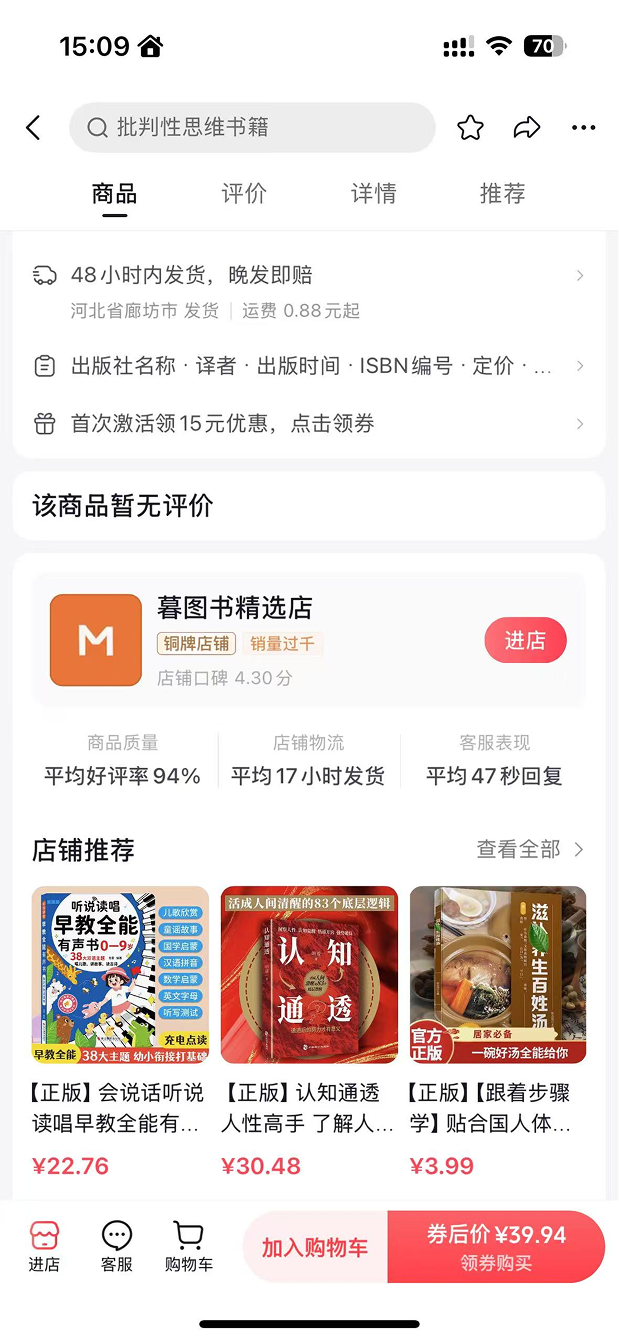 15:09
70
批判性思维书籍
商品
评价
详情
推荐
48小时内发货，晚发即赔
河北省廊坊市 发货 | 运费 0.88元起
出版社名称 · 译者 · 出版时间 · ISBN编号 · 定价 · ...
首次激活领15元优惠，点击领券
该商品暂无评价
M
暮图书精选店
铜牌店铺
销量过千
店铺口碑 4.30分
进店
商品质量
平均好评率94%
店铺物流
平均17小时发货
客服表现
平均47秒回复
店铺推荐
查看全部
听说读唱
早教全能
有声书0-9岁
38大双语主题
儿歌欣赏
童谣故事
国学启蒙
汉语拼音
数学启蒙
英文字母
听写测试
充电点读
早教全能
38大主题 幼小衔接打基础
活成人间清醒的83个底层逻辑
认知
通透
滋补养生百姓汤
官方
正版
居家必备
一碗好汤全能给你
【正版】会说话听说
读唱早教全能有...
【正版】认知通透
人性高手 了解人...
【正版】【跟着步骤
学】贴合国人体...
¥22.76
¥30.48
¥3.99
进店
客服
购物车
加入购物车
券后价 ¥39.94
领券购买